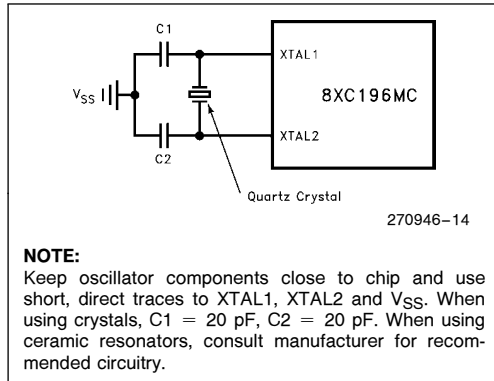 C1
XTAL1
8XC196MC
VSS
XTAL2
C2
Quartz Crystal
270946–14
NOTE:
Keep oscillator components close to chip and use
short, direct traces to XTAL1, XTAL2 and VSS. When
using crystals, C1 = 20 pF, C2 = 20 pF. When using
ceramic resonators, consult manufacturer for recom-
mended circuitry.